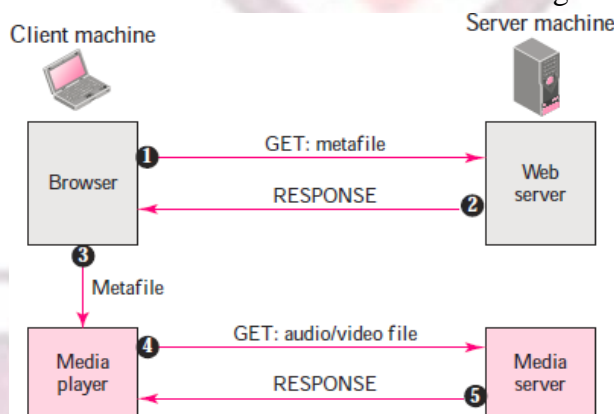 Server machine
Client machine
1
GET: metafile
Browser
Web
server
RESPONSE
2
3
Metafile
4
GET: audio/video file
Media
player
Media
server
RESPONSE
5